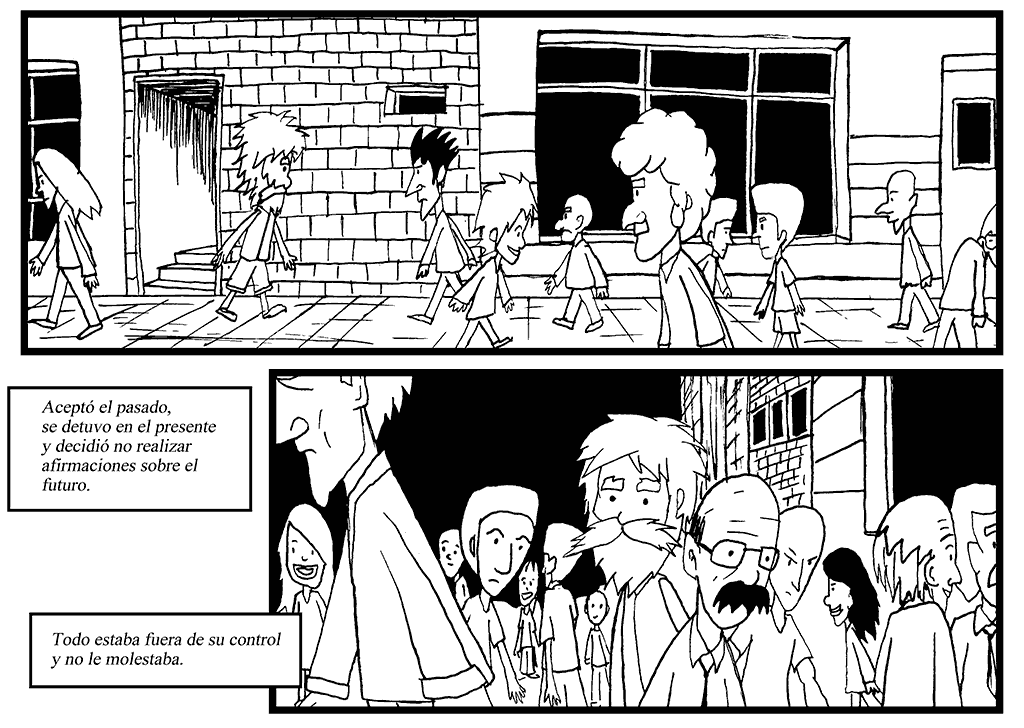 Aceptó el pasado,
se detuvo en el presente
y decidió no realizar
afirmaciones sobre el
futuro.
Todo estaba fuera de su control
y no le molestaba.